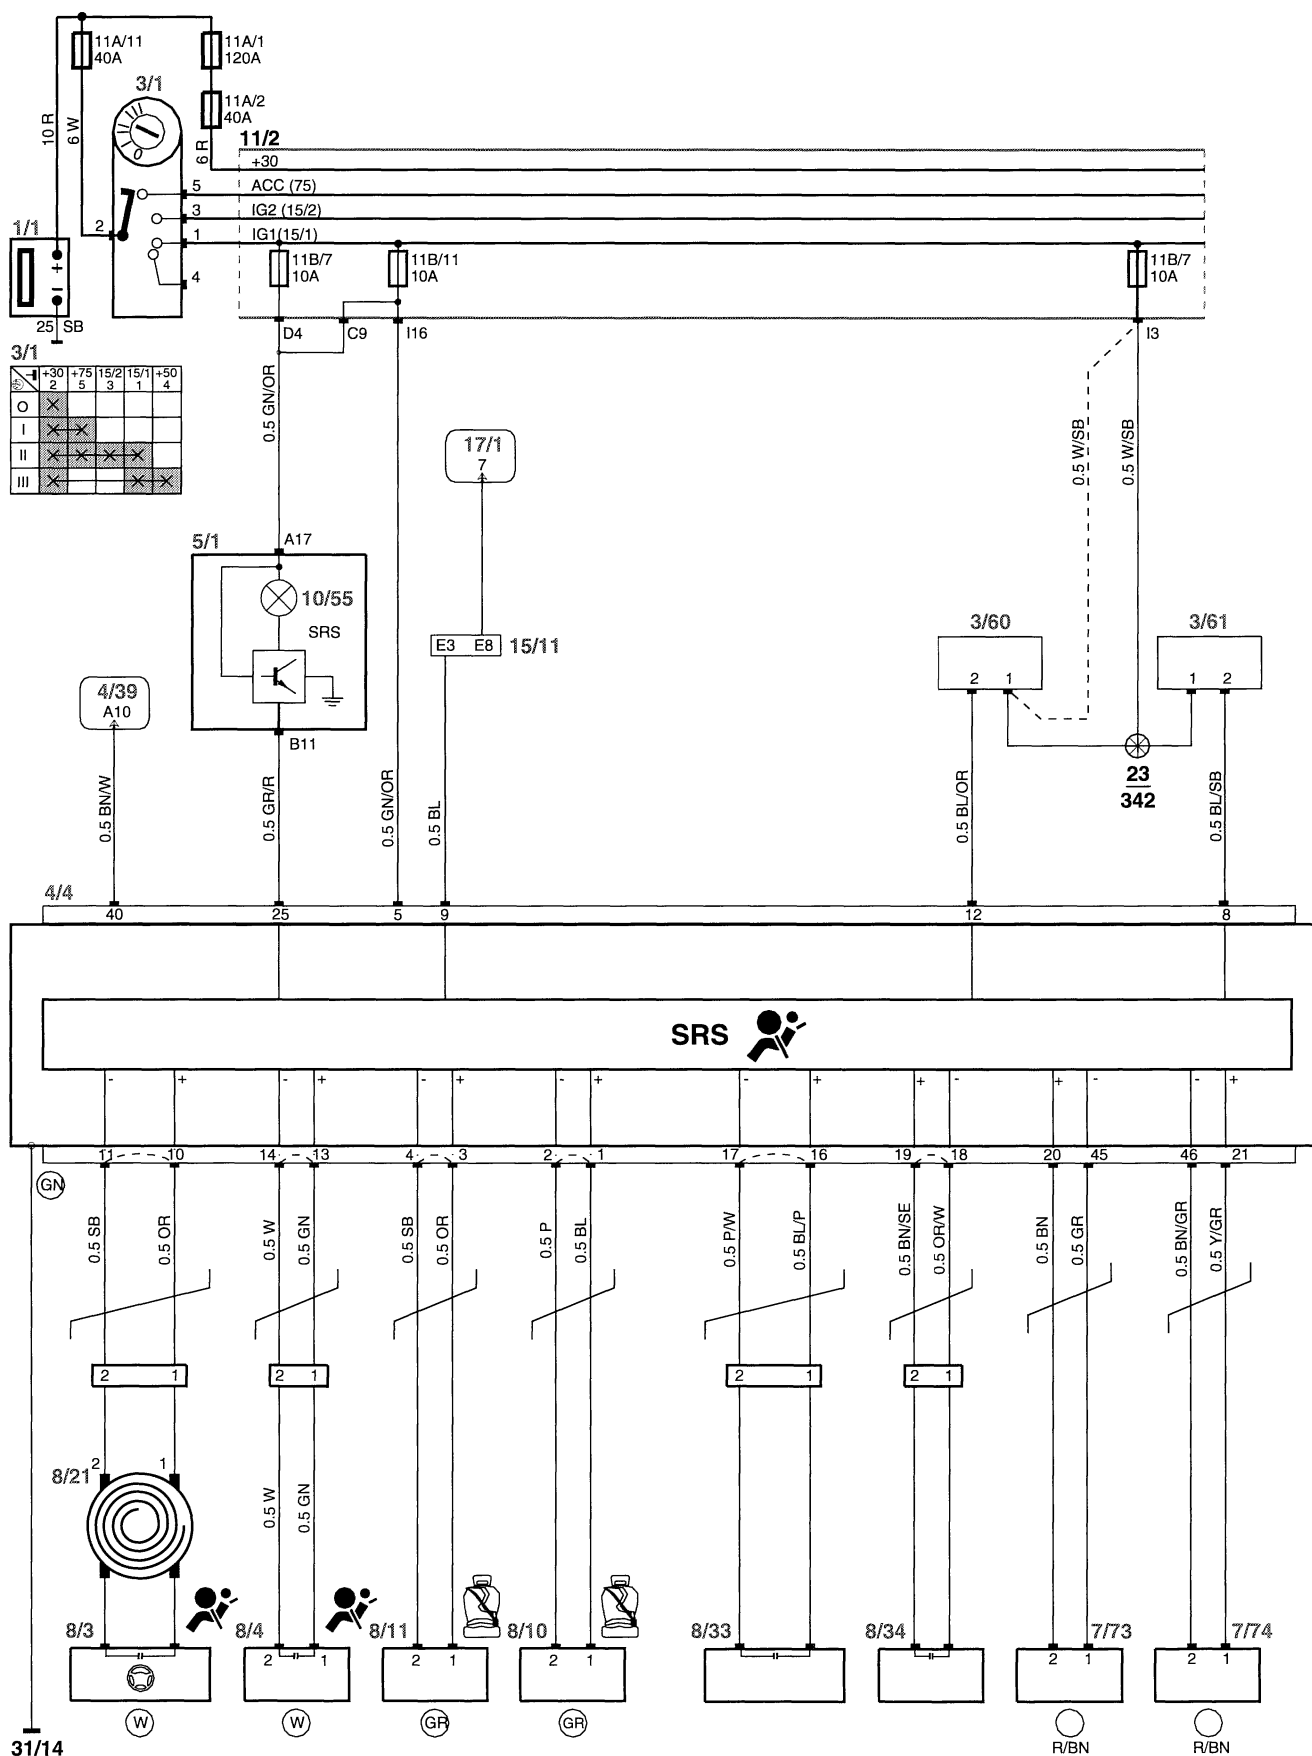 11A/11
40A
11A/1
120A
3/1
11A/2
40A
10 R
6 W
6 R
0
11/2
+30
5
ACC (75)
3
IG2 (15/2)
2
1
IG1(15/1)
4
1/1
+
−
25
SB
11B/7
10A
11B/11
10A
11B/7
10A
D4
C9
I16
I3
3/1
+30 +75 15/2 15/1 +50
2 5 3 1 4
O
I
II
III
0.5 GN/OR
17/1
7
0.5 W/SB
0.5 W/SB
5/1
A17
10/55
SRS
E3 E8
15/11
3/60
2 1
3/61
1 2
4/39
A10
B11
23
342
0.5 BN/W
0.5 GR/R
0.5 GN/OR
0.5 BL
0.5 BL/OR
0.5 BL/SB
4/4
40 25 5 9 12 8
SRS
- + - + - + - + - + + - + - - +
11 10 14 13 4 3 2 1 17 16 19 18 20 45 46 21
GN
0.5 SB
0.5 OR
0.5 W
0.5 GN
0.5 SB
0.5 OR
0.5 P
0.5 BL
0.5 P/W
0.5 BL/P
0.5 BN/SE
0.5 OR/W
0.5 BN
0.5 GR
0.5 BN/GR
0.5 Y/GR
2 1
2 1
2 1
2 1
8/21
2 1
0.5 W
0.5 GN
8/3
8/4
8/11
8/10
8/33
8/34
7/73
7/74
2 1
2 1
2 1
2 1
2 1
W
W
GR
GR
R/BN
R/BN
31/14